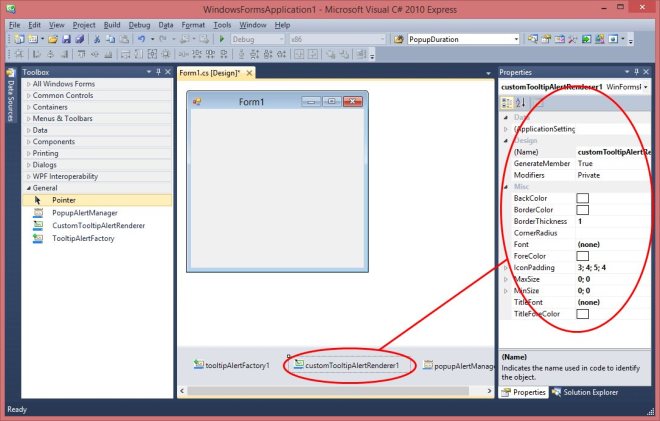 WindowsFormsApplication1 - Microsoft Visual C# 2010 Express
File Edit View Project Build Debug Data Format Tools Window Help
Debug x86 PopupDuration
Data Sources
Toolbox
All Windows Forms
Common Controls
Containers
Menus & Toolbars
Data
Components
Printing
Dialogs
WPF Interoperability
General
Pointer
PopupAlertManager
CustomTooltipAlertRenderer
TooltipAlertFactory
Form1.cs [Design]*
Form1
tooltipAlertFactory1 customTooltipAlertRenderer1 popupAlertManage
Properties
customTooltipAlertRenderer1 WinFormsI
Data
(ApplicationSetting
Design
(Name) customTooltipAlertRe
GenerateMember True
Modifiers Private
Misc
BackColor
BorderColor
BorderThickness 1
CornerRadius
Font (none)
ForeColor
IconPadding 3; 4; 5; 4
MaxSize 0; 0
MinSize 0; 0
TitleFont (none)
TitleForeColor
(Name)
Indicates the name used in code to identify
the object.
Properties Solution Explorer
Ready